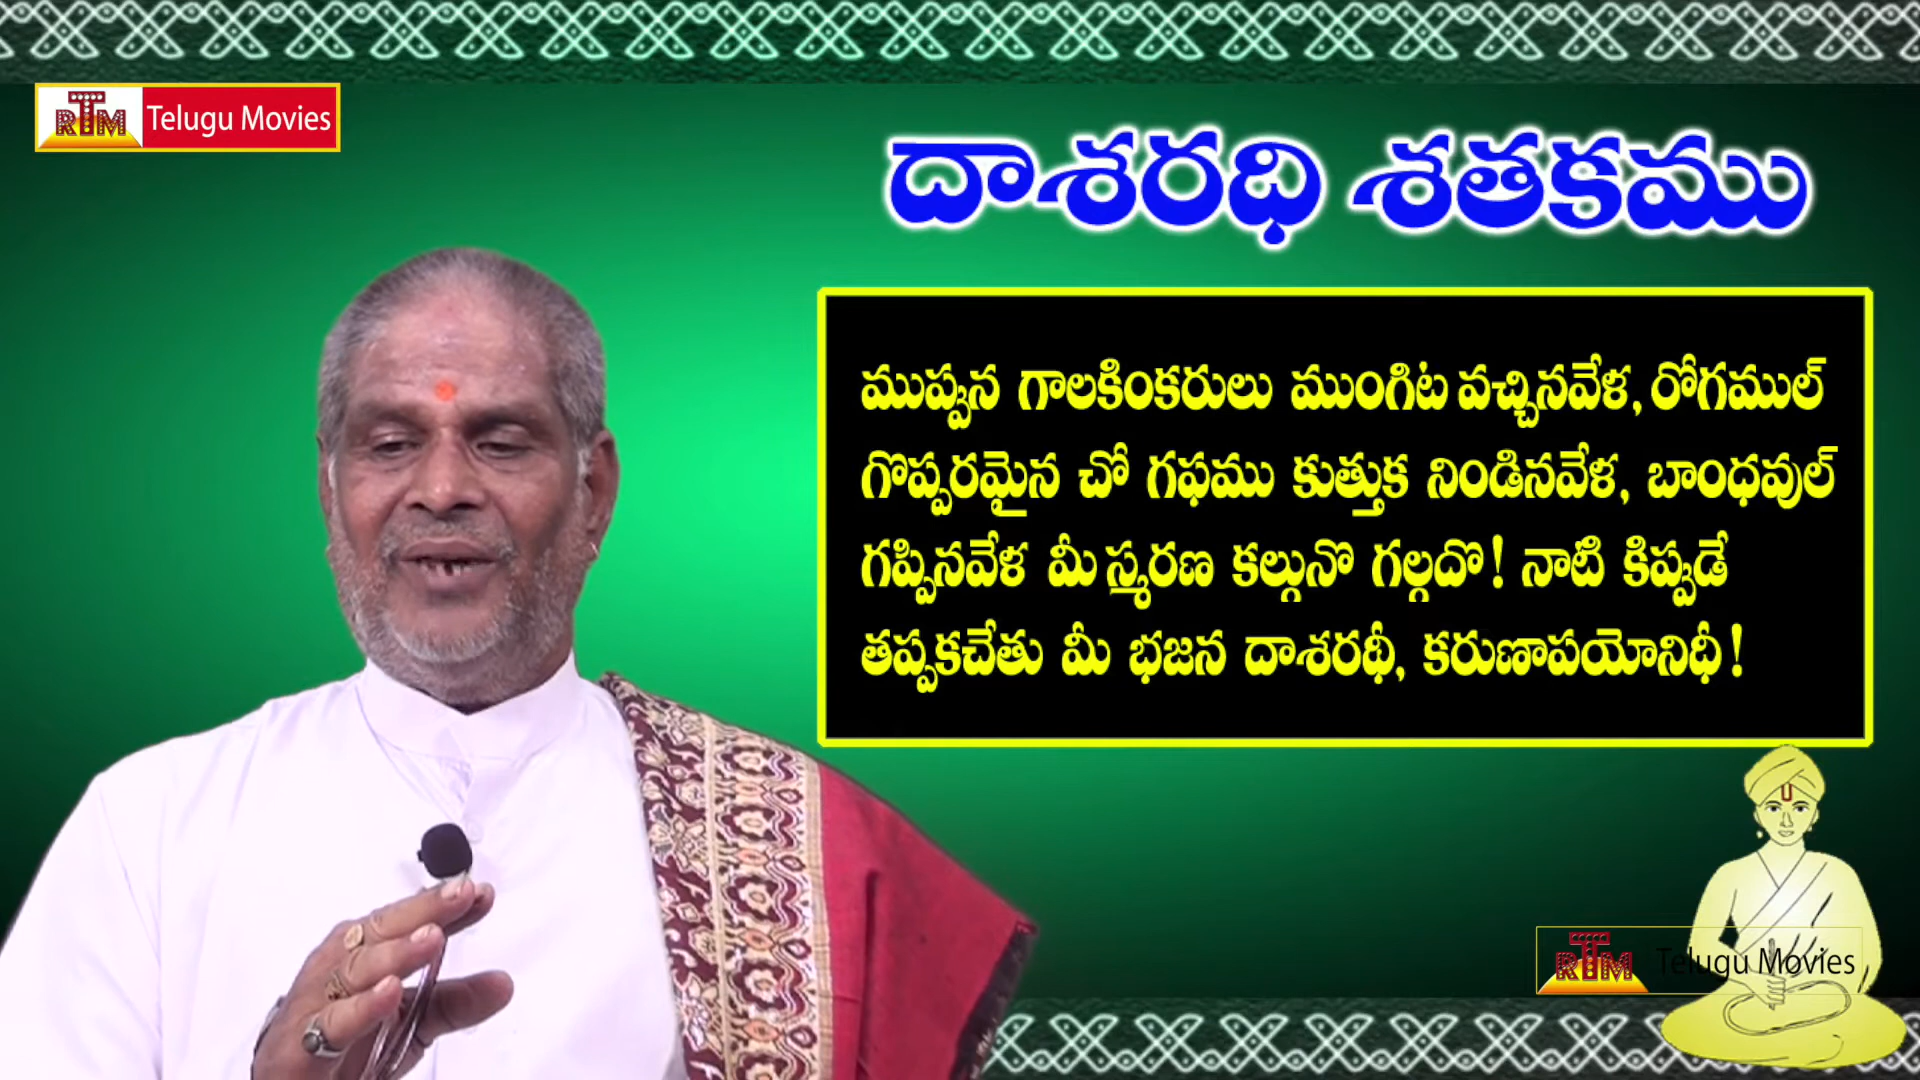 RTM Telugu Movies
దాశరధి శతకము
ముప్పున గాలకింకరులు ముంగిట వచ్చినవేళ, రోగముల్
గొప్పరమైన చో గఫము కుత్తుక నిండినవేళ, బాంధవుల్
గప్పినవేళ మీ స్మరణ కల్గునొ గల్గదొ! నాటి కిప్పుడే
తప్పకచేతు మీ భజన దాశరథీ, కరుణాపయోనిధీ!
RTM Telugu Movies